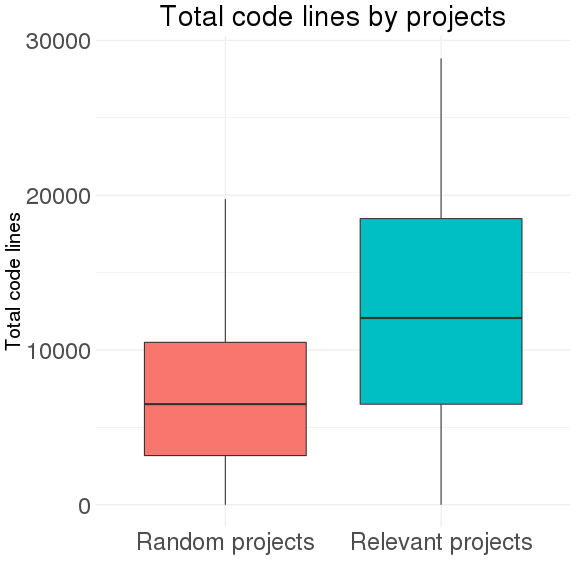 Total code lines by projects
30000
20000
10000
0
Total code lines
Random projects
Relevant projects